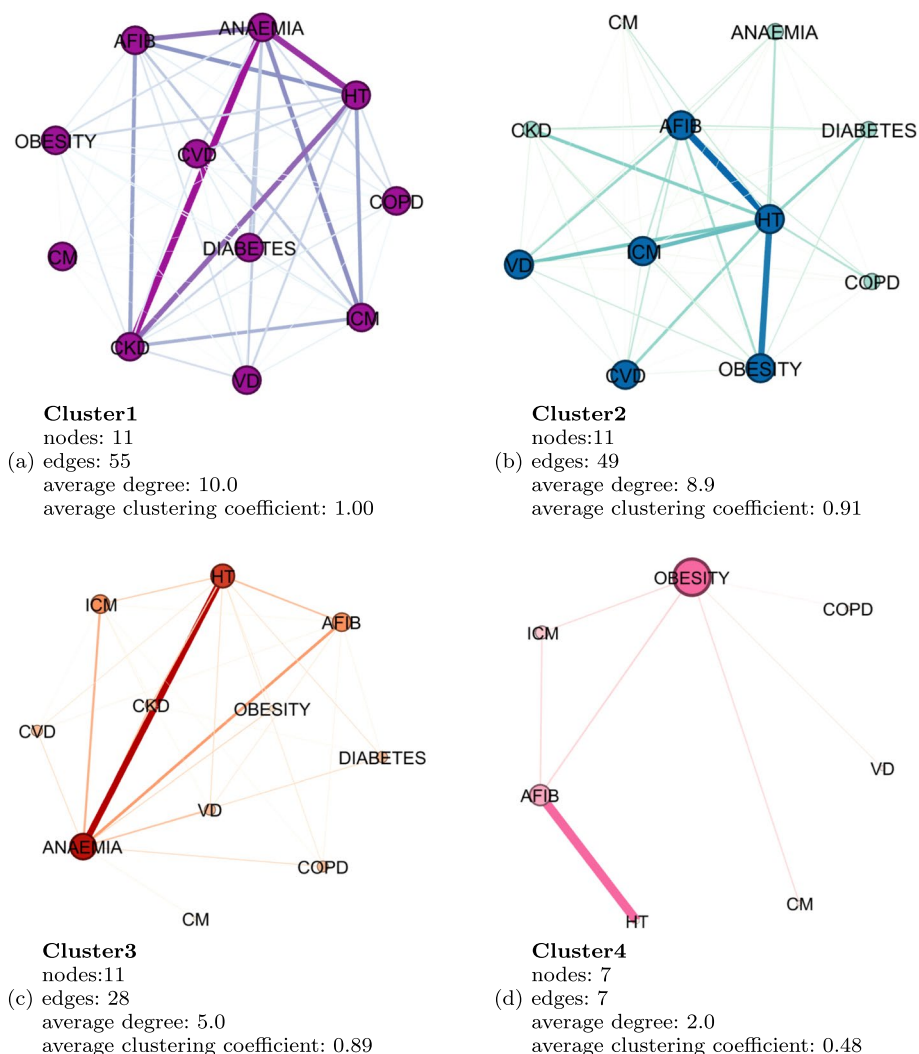 ANAEMIA
AFIB
HT
OBESITY
CVD
COPD
DIABETES
CM
ICM
CKD
VD
Cluster1
nodes: 11
(a) edges: 55
average degree: 10.0
average clustering coefficient: 1.00
CM
ANAEMIA
CKD
AFIB
DIABETES
HT
ICM
VD
COPD
CVD
OBESITY
Cluster2
nodes:11
(b) edges: 49
average degree: 8.9
average clustering coefficient: 0.91
HT
ICM
AFIB
CKD
OBESITY
CVD
DIABETES
VD
ANAEMIA
COPD
CM
Cluster3
nodes:11
(c) edges: 28
average degree: 5.0
average clustering coefficient: 0.89
OBESITY
COPD
ICM
VD
AFIB
CM
HT
Cluster4
nodes: 7
(d) edges: 7
average degree: 2.0
average clustering coefficient: 0.48